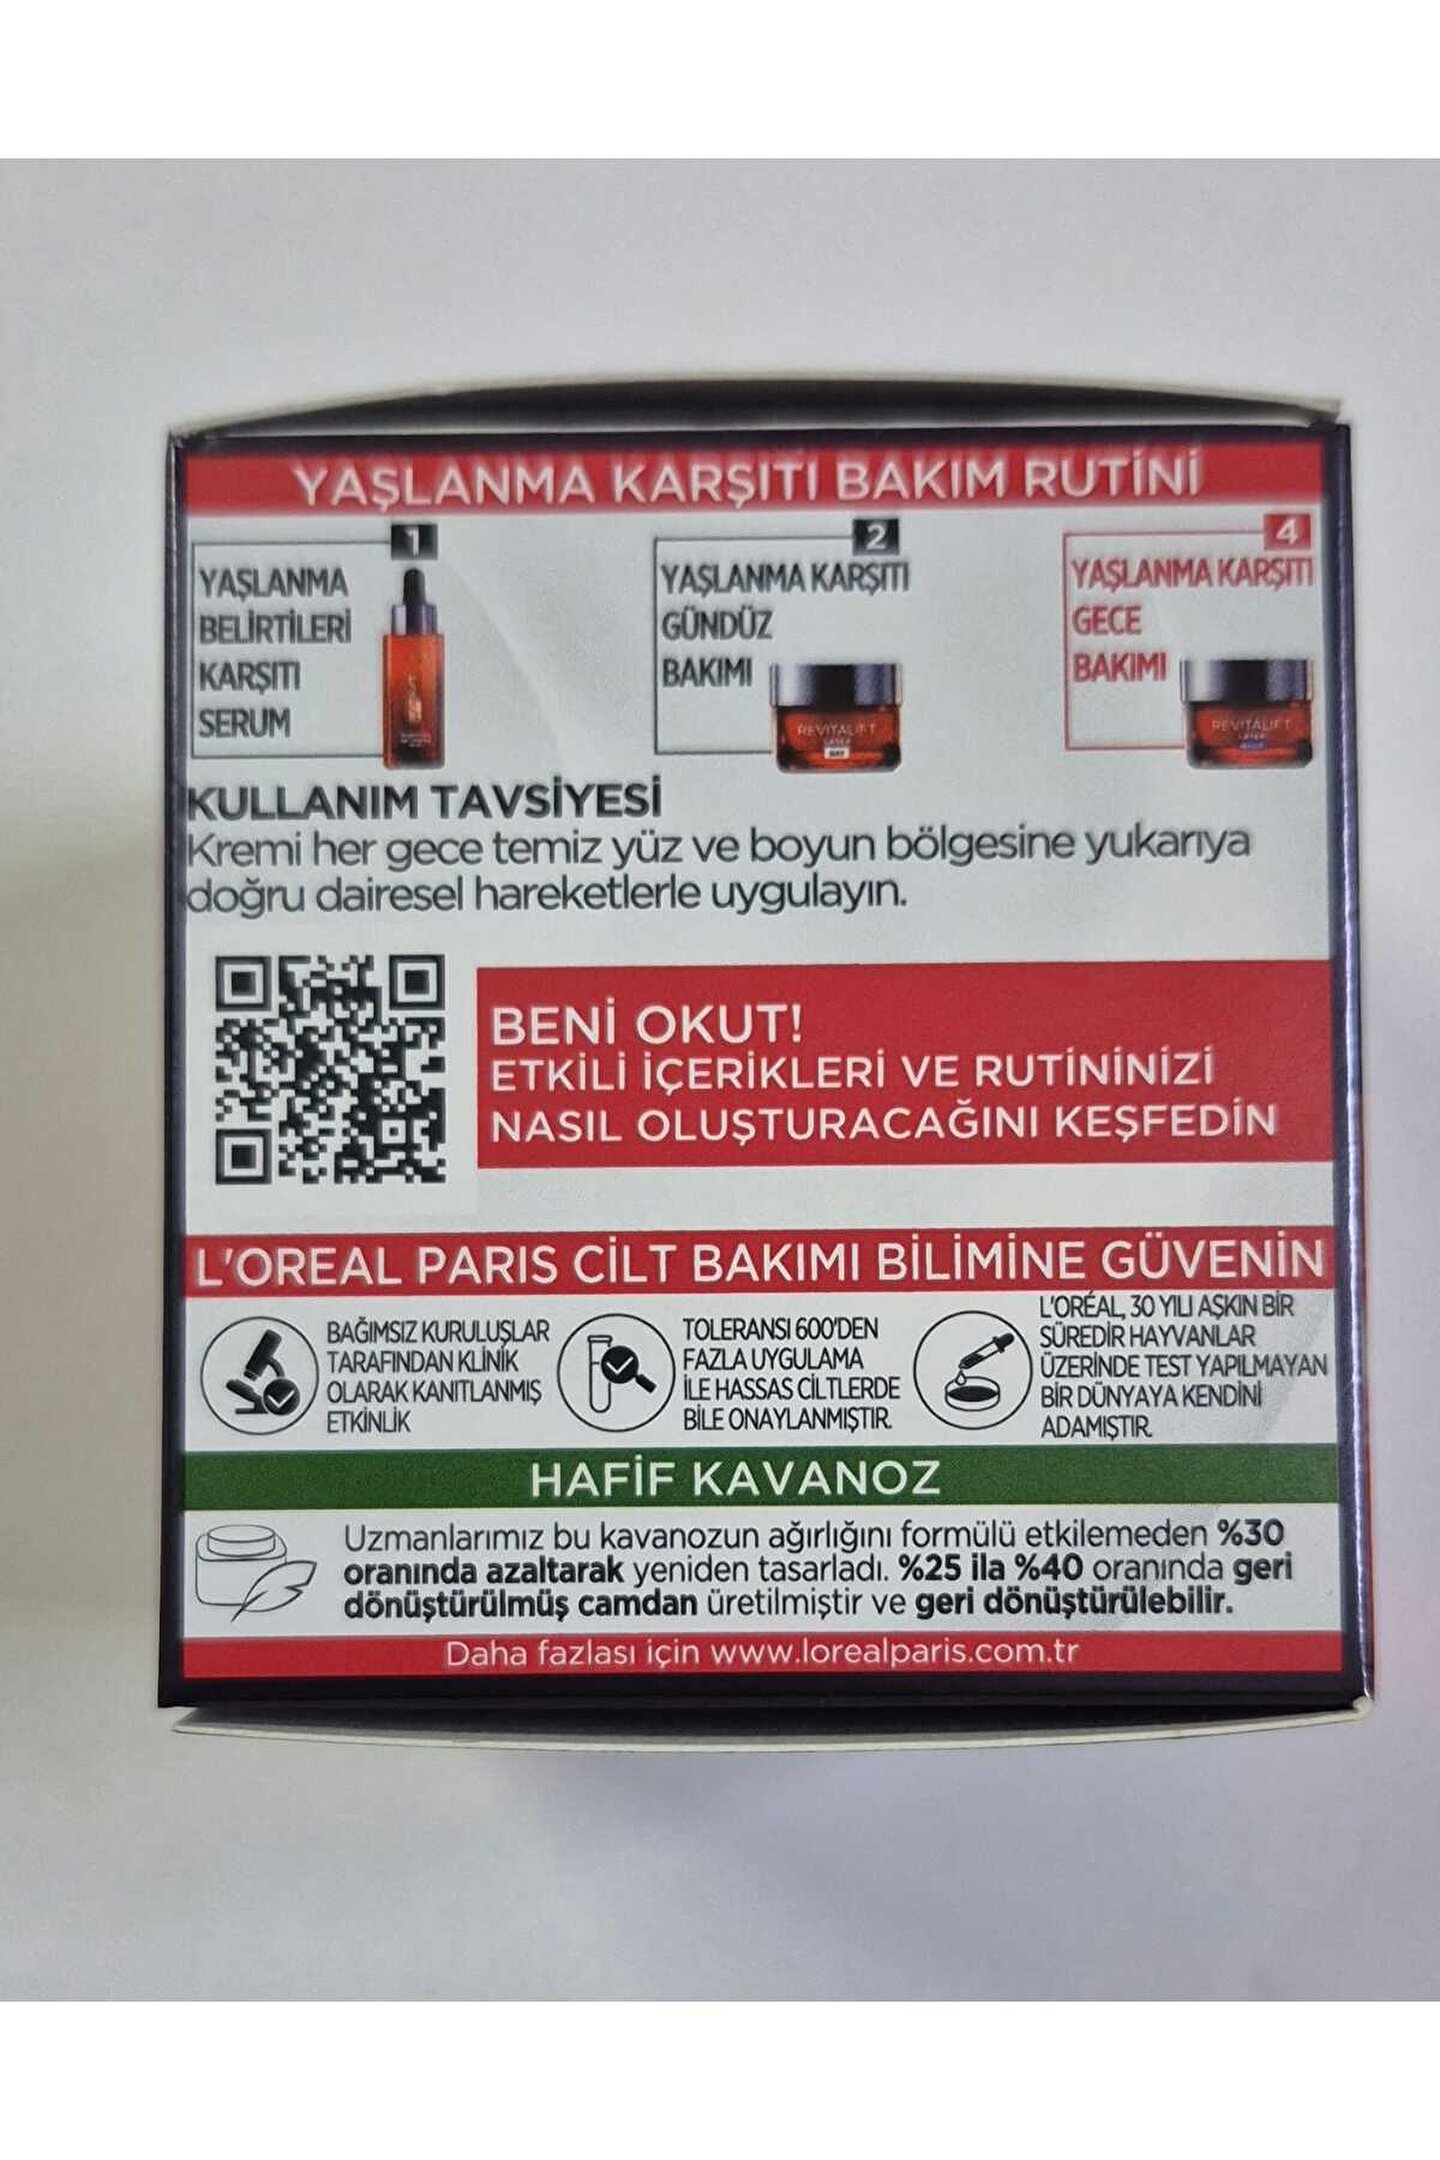 YAŞLANMA KARŞITI BAKIM RUTİNİ
1
YAŞLANMA
BELİRTİLERİ
KARŞITI
SERUM
2
YAŞLANMA KARŞITI
GÜNDÜZ
BAKIMI
REVITALIFT
LASER
4
YAŞLANMA KARŞITI
GECE
BAKIMI
REVITALIFT
LASER
KULLANIM TAVSİYESİ
Kremi her gece temiz yüz ve boyun bölgesine yukarıya
doğru dairesel hareketlerle uygulayın.
BENİ OKUT!
ETKİLİ İÇERİKLERİ VE RUTİNİNİZİ
NASIL OLUŞTURACAĞINI KEŞFEDİN
L'OREAL PARIS CİLT BAKIMI BİLİMİNE GÜVENİN
BAĞIMSIZ KURULUŞLAR
TARAFINDAN KLİNİK
OLARAK KANITLANMIŞ
ETKİNLİK
TOLERANSI 600'DEN
FAZLA UYGULAMA
İLE HASSAS CİLTLERDE
BİLE ONAYLANMIŞTIR.
L'ORÉAL, 30 YILI AŞKIN BİR
SÜREDİR HAYVANLAR
ÜZERİNDE TEST YAPILMAYAN
BİR DÜNYAYA KENDİNİ
ADAMIŞTIR.
HAFİF KAVANOZ
Uzmanlarımız bu kavanozun ağırlığını formülü etkilemeden %30
oranında azaltarak yeniden tasarladı. %25 ila %40 oranında geri
dönüştürülmüş camdan üretilmiştir ve geri dönüştürülebilir.
Daha fazlası için www.lorealparis.com.tr